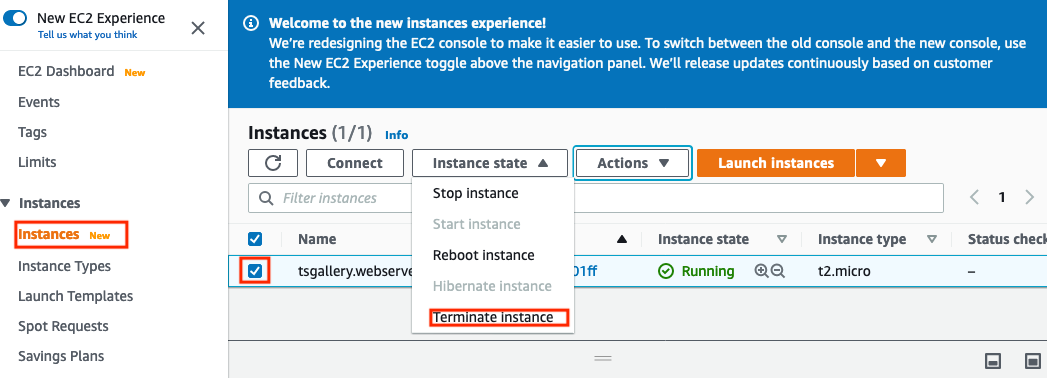 New EC2 Experience
Tell us what you think
EC2 Dashboard New
Events
Tags
Limits
Instances
Instances New
Instance Types
Launch Templates
Spot Requests
Savings Plans
Welcome to the new instances experience!
We're redesigning the EC2 console to make it easier to use. To switch between the old console and the new console, use
the New EC2 Experience toggle above the navigation panel. We'll release updates continuously based on customer
feedback.
Instances (1/1) Info
Connect Instance state Actions Launch instances
Filter instances 1
Stop instance
Start instance
Reboot instance
Hibernate instance
Terminate instance
Name Instance state Instance type Status check
tsgallery.webserve 01ff Running t2.micro –